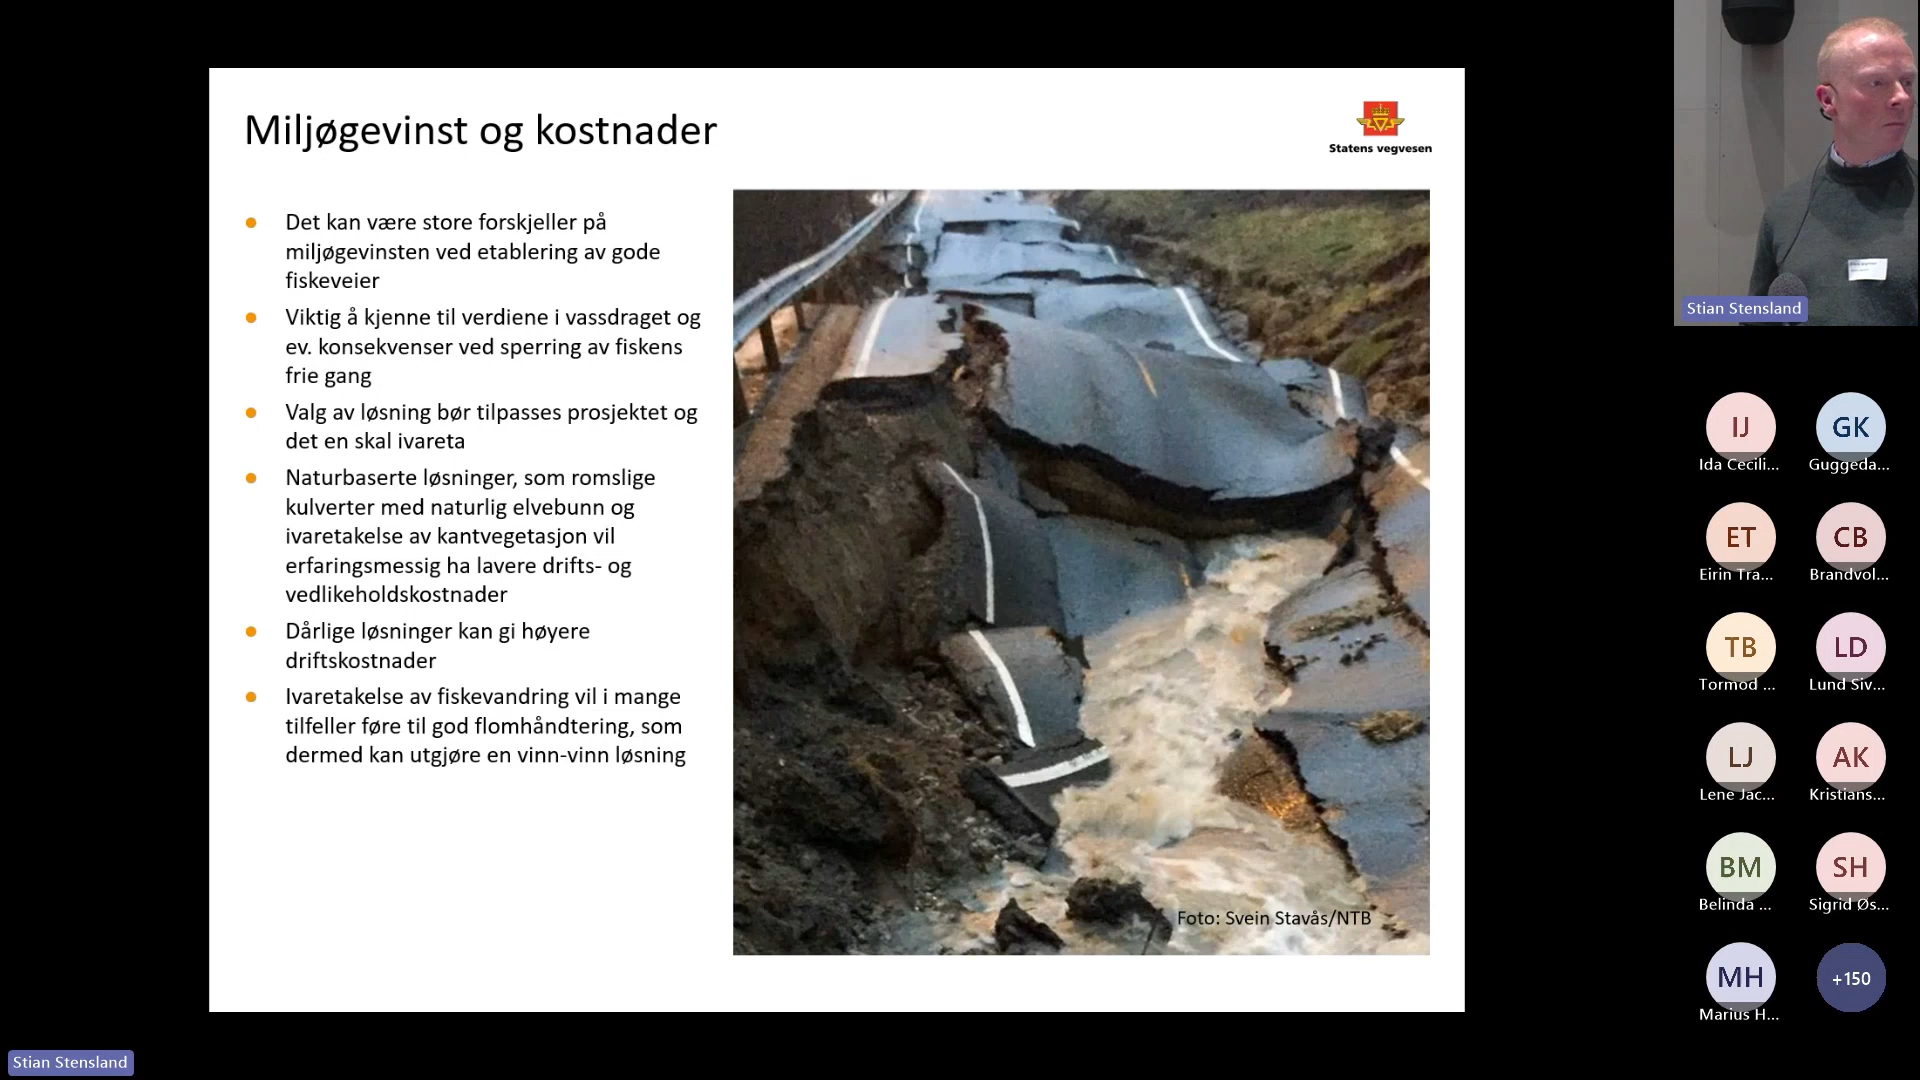 Miljøgevinst og kostnader
Statens vegvesen
Det kan være store forskjeller på
miljøgevinsten ved etablering av gode
fiskeveier
Viktig å kjenne til verdiene i vassdraget og
ev. konsekvenser ved sperring av fiskens
frie gang
Valg av løsning bør tilpasses prosjektet og
det en skal ivareta
Naturbaserte løsninger, som romslige
kulverter med naturlig elvebunn og
ivaretakelse av kantvegetasjon vil
erfaringsmessig ha lavere drifts- og
vedlikeholdskostnader
Dårlige løsninger kan gi høyere
driftskostnader
Ivaretakelse av fiskevandring vil i mange
tilfeller føre til god flomhåndtering, som
dermed kan utgjøre en vinn-vinn løsning
Foto: Svein Stavås/NTB
Stian Stensland
IJ
GK
Ida Cecili...
Guggeda...
ET
CB
Eirin Tra...
Brandvol...
TB
LD
Tormod ...
Lund Siv...
LJ
AK
Lene Jac...
Kristians...
BM
SH
Belinda ...
Sigrid Øs...
MH
+150
Marius H...
Stian Stensland